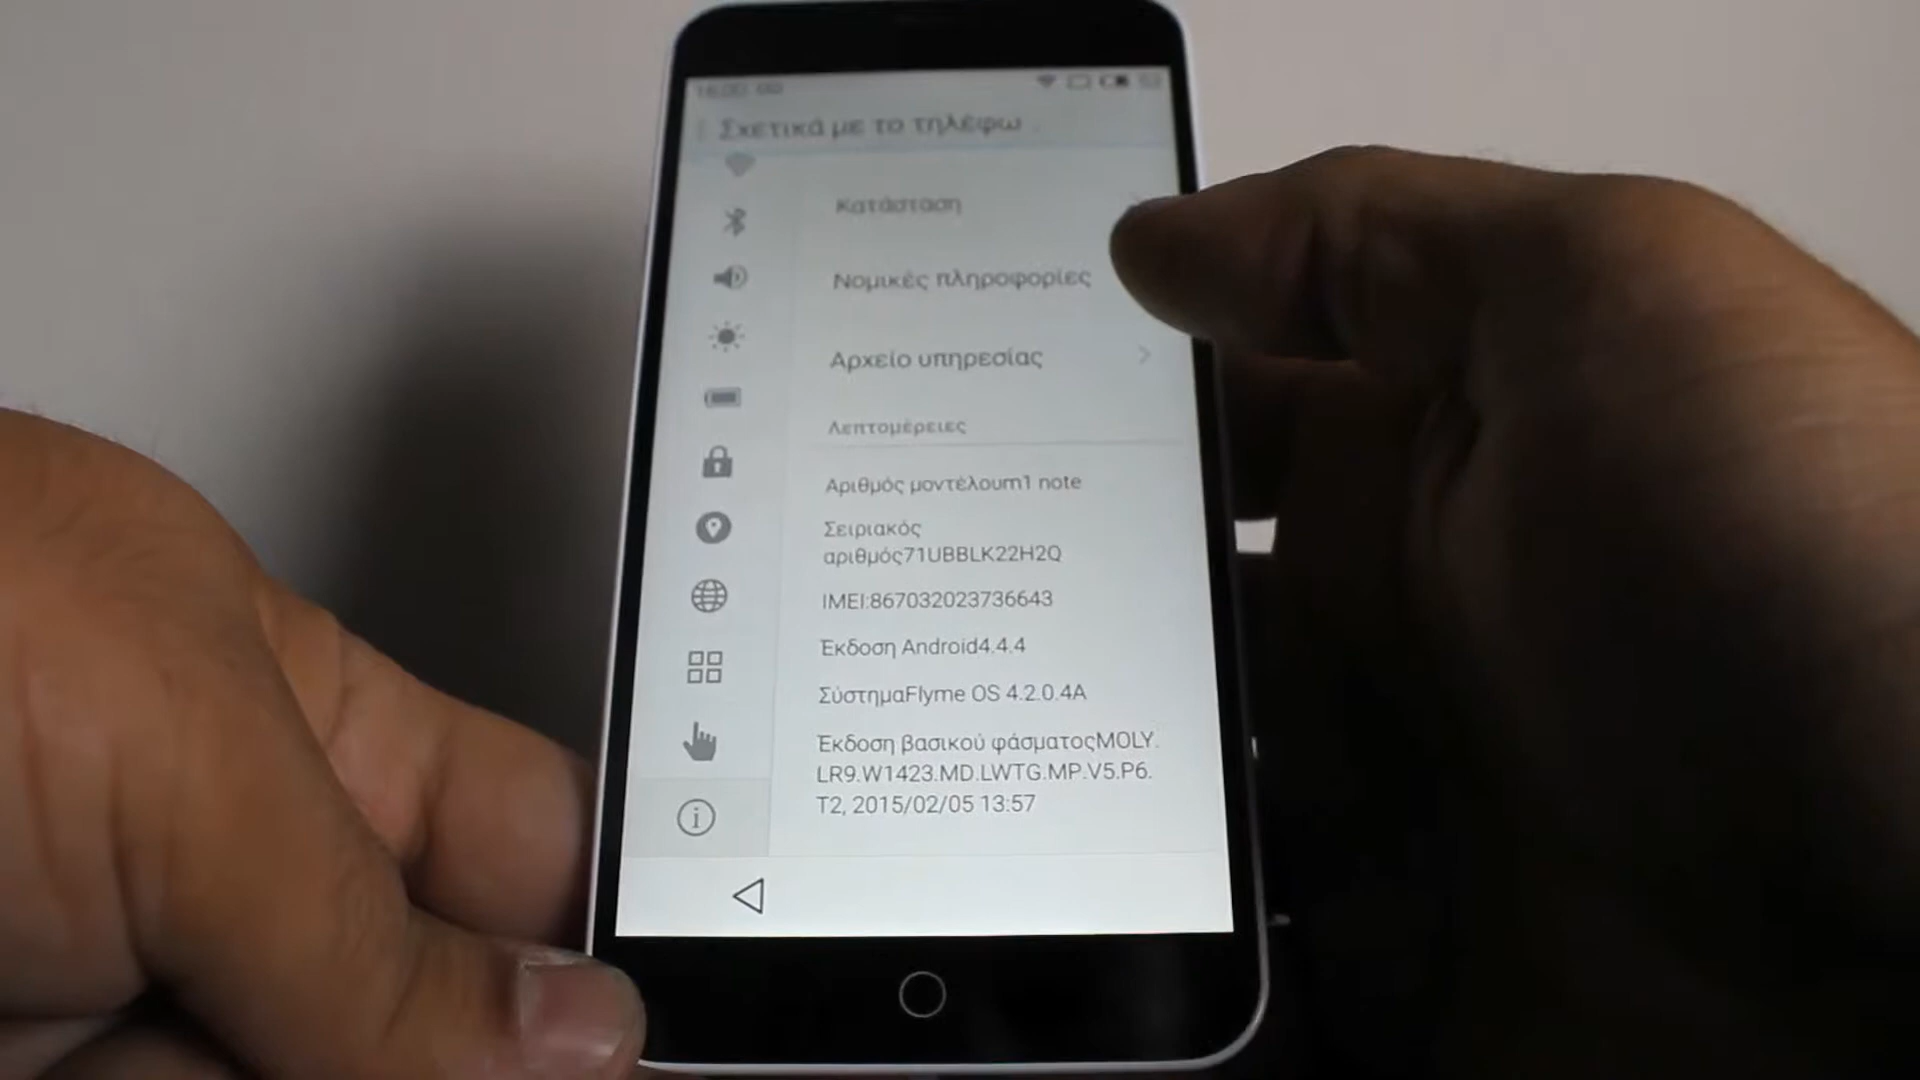 Σχετικά με το τηλέφω
Κατάσταση
Νομικές πληροφορίες
Αρχείο υπηρεσίας
Λεπτομέρειες
Αριθμός μοντέλουm1 note
Σειριακός
αριθμός71UBBLK22H2Q
IMEI:867032023736643
Έκδοση Android4.4.4
ΣύστημαFlyme OS 4.2.0.4A
Έκδοση βασικού φάσματοςMOLY.
LR9.W1423.MD.LWTG.MP.V5.P6.
T2, 2015/02/05 13:57